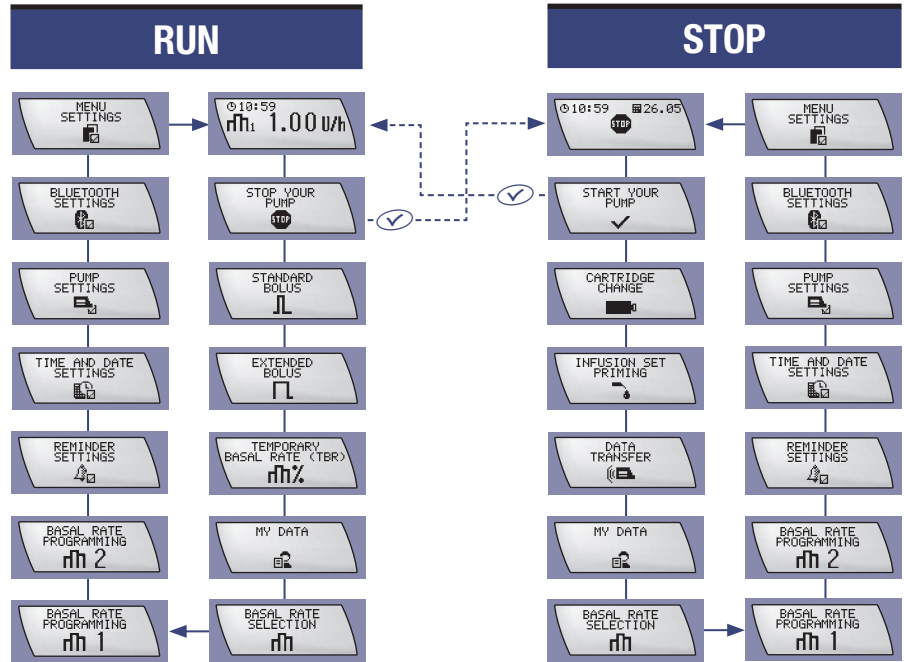 RUN
MENU
SETTINGS
BLUETOOTH
SETTINGS
PUMP
SETTINGS
TIME AND DATE
SETTINGS
REMINDER
SETTINGS
BASAL RATE
PROGRAMMING
2
BASAL RATE
PROGRAMMING
1
10:59
1 1.00 U/h
STOP YOUR
PUMP
STOP
STANDARD
BOLUS
EXTENDED
BOLUS
TEMPORARY
BASAL RATE (TBR)
%
MY DATA
BASAL RATE
SELECTION
STOP
10:59 26.05
STOP
START YOUR
PUMP
CARTRIDGE
CHANGE
INFUSION SET
PRIMING
DATA
TRANSFER
MY DATA
BASAL RATE
SELECTION
MENU
SETTINGS
BLUETOOTH
SETTINGS
PUMP
SETTINGS
TIME AND DATE
SETTINGS
REMINDER
SETTINGS
BASAL RATE
PROGRAMMING
2
BASAL RATE
PROGRAMMING
1